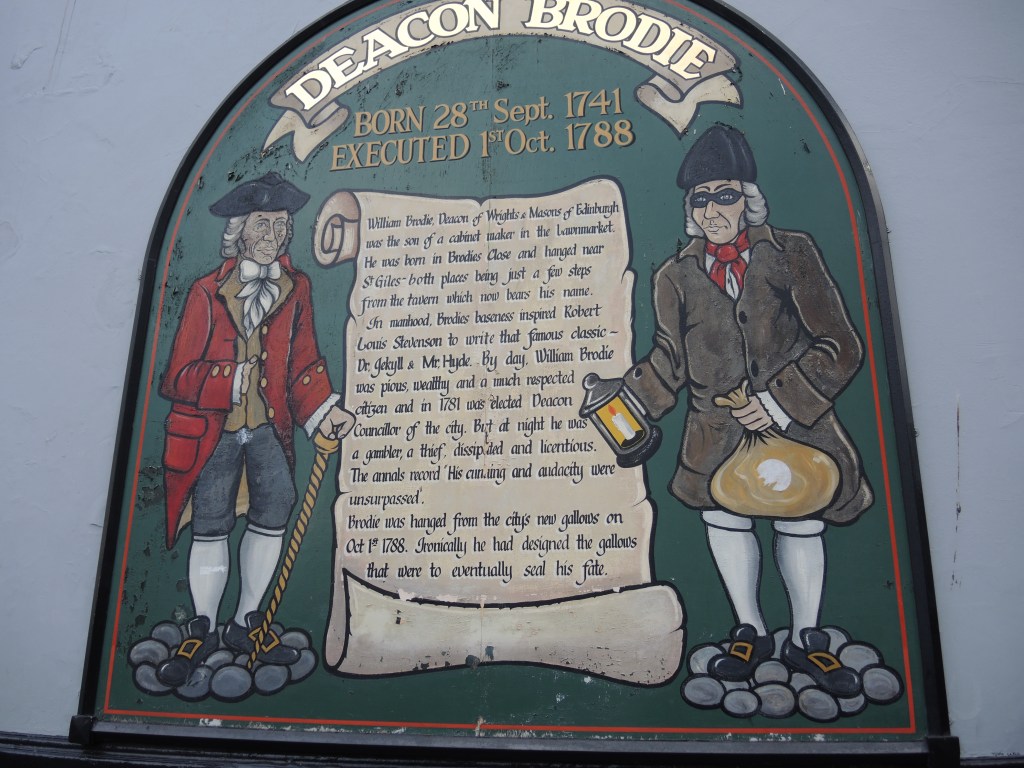 DEACON BRODIE
BORN 28TH Sept. 1741
EXECUTED 1ST Oct. 1788
William Brodie, Deacon of Wrights & Masons of Edinburgh
was the son of a cabinet maker in the Lawnmarket.
He was born in Brodies Close and hanged near
St Giles - both places being just a few steps
from the tavern which now bears his name.
In manhood, Brodies baseness inspired Robert
Louis Stevenson to write that famous classic -
Dr. Jekyll & Mr. Hyde. By day, William Brodie
was pious, wealthy and a much respected
citizen and in 1781 was elected Deacon
Councillor of the city. But at night he was
a gambler, a thief, dissipated and licentious.
The annals record 'His cunning and audacity were
unsurpassed'.
Brodie was hanged from the city's new gallows on
Oct 1st 1788. Ironically he had designed the gallows
that were to eventually seal his fate.